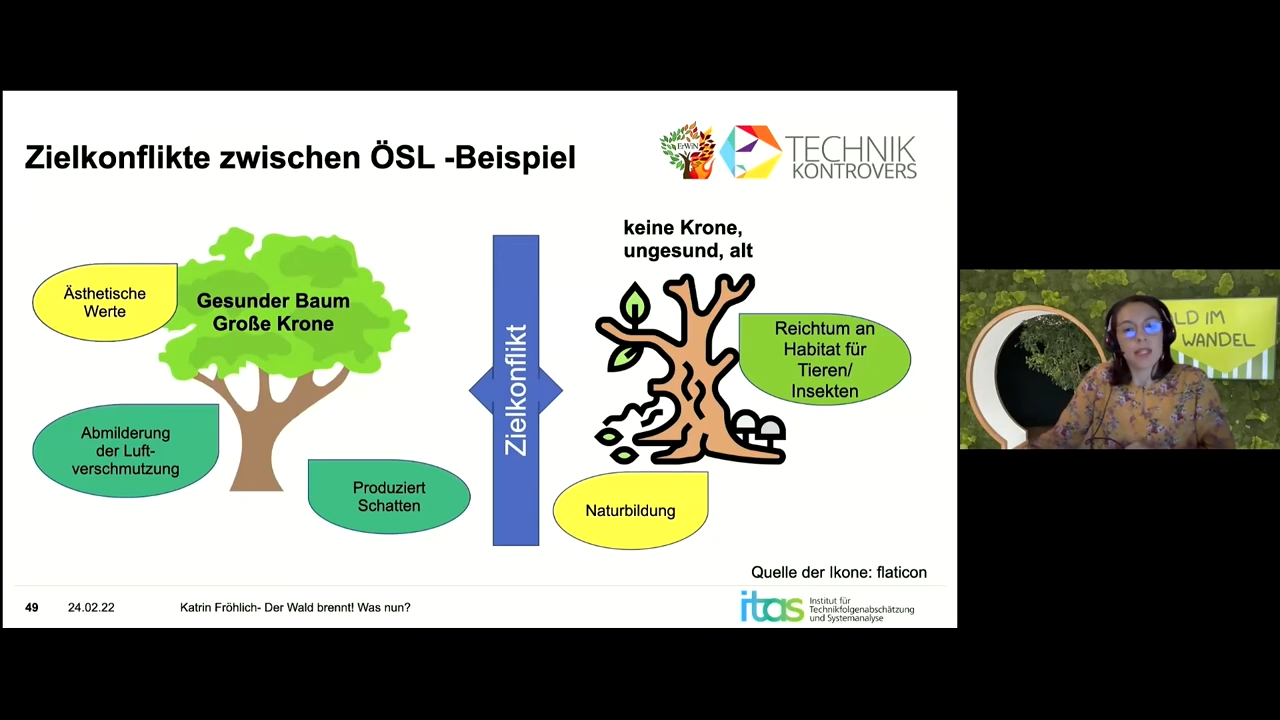 Zielkonflikte zwischen ÖSL -Beispiel
ErWiN
TECHNIK
KONTROVERS
Ästhetische
Werte
Gesunder Baum
Große Krone
Abmilderung
der Luft-
verschmutzung
Produziert
Schatten
Zielkonflikt
keine Krone,
ungesund, alt
Reichtum an
Habitat für
Tieren/
Insekten
Naturbildung
Quelle der Ikone: flaticon
49 24.02.22 Katrin Fröhlich- Der Wald brennt! Was nun?
itas Institut für
Technikfolgenabschätzung
und Systemanalyse
LD IM
WANDEL